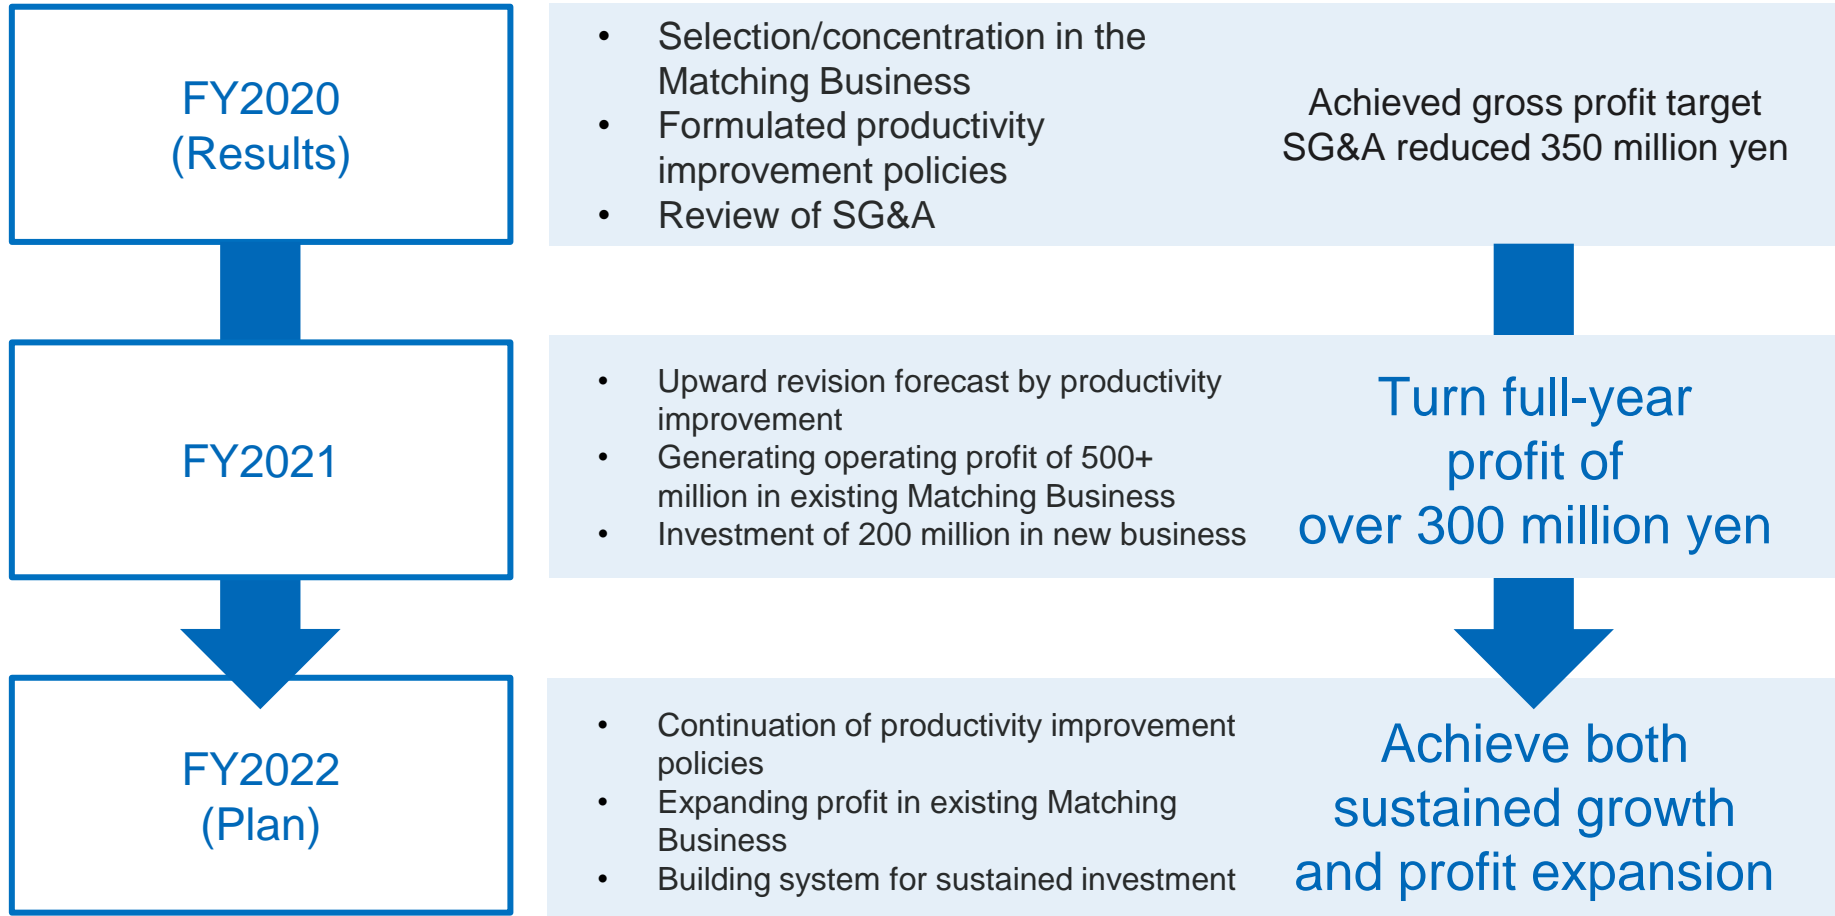 FY2020
(Results)
• Selection/concentration in the
Matching Business
• Formulated productivity
improvement policies
• Review of SG&A
Achieved gross profit target
SG&A reduced 350 million yen
FY2021
• Upward revision forecast by productivity
improvement
• Generating operating profit of 500+
million in existing Matching Business
• Investment of 200 million in new business
Turn full-year
profit of
over 300 million yen
FY2022
(Plan)
• Continuation of productivity improvement
policies
• Expanding profit in existing Matching
Business
• Building system for sustained investment
Achieve both
sustained growth
and profit expansion